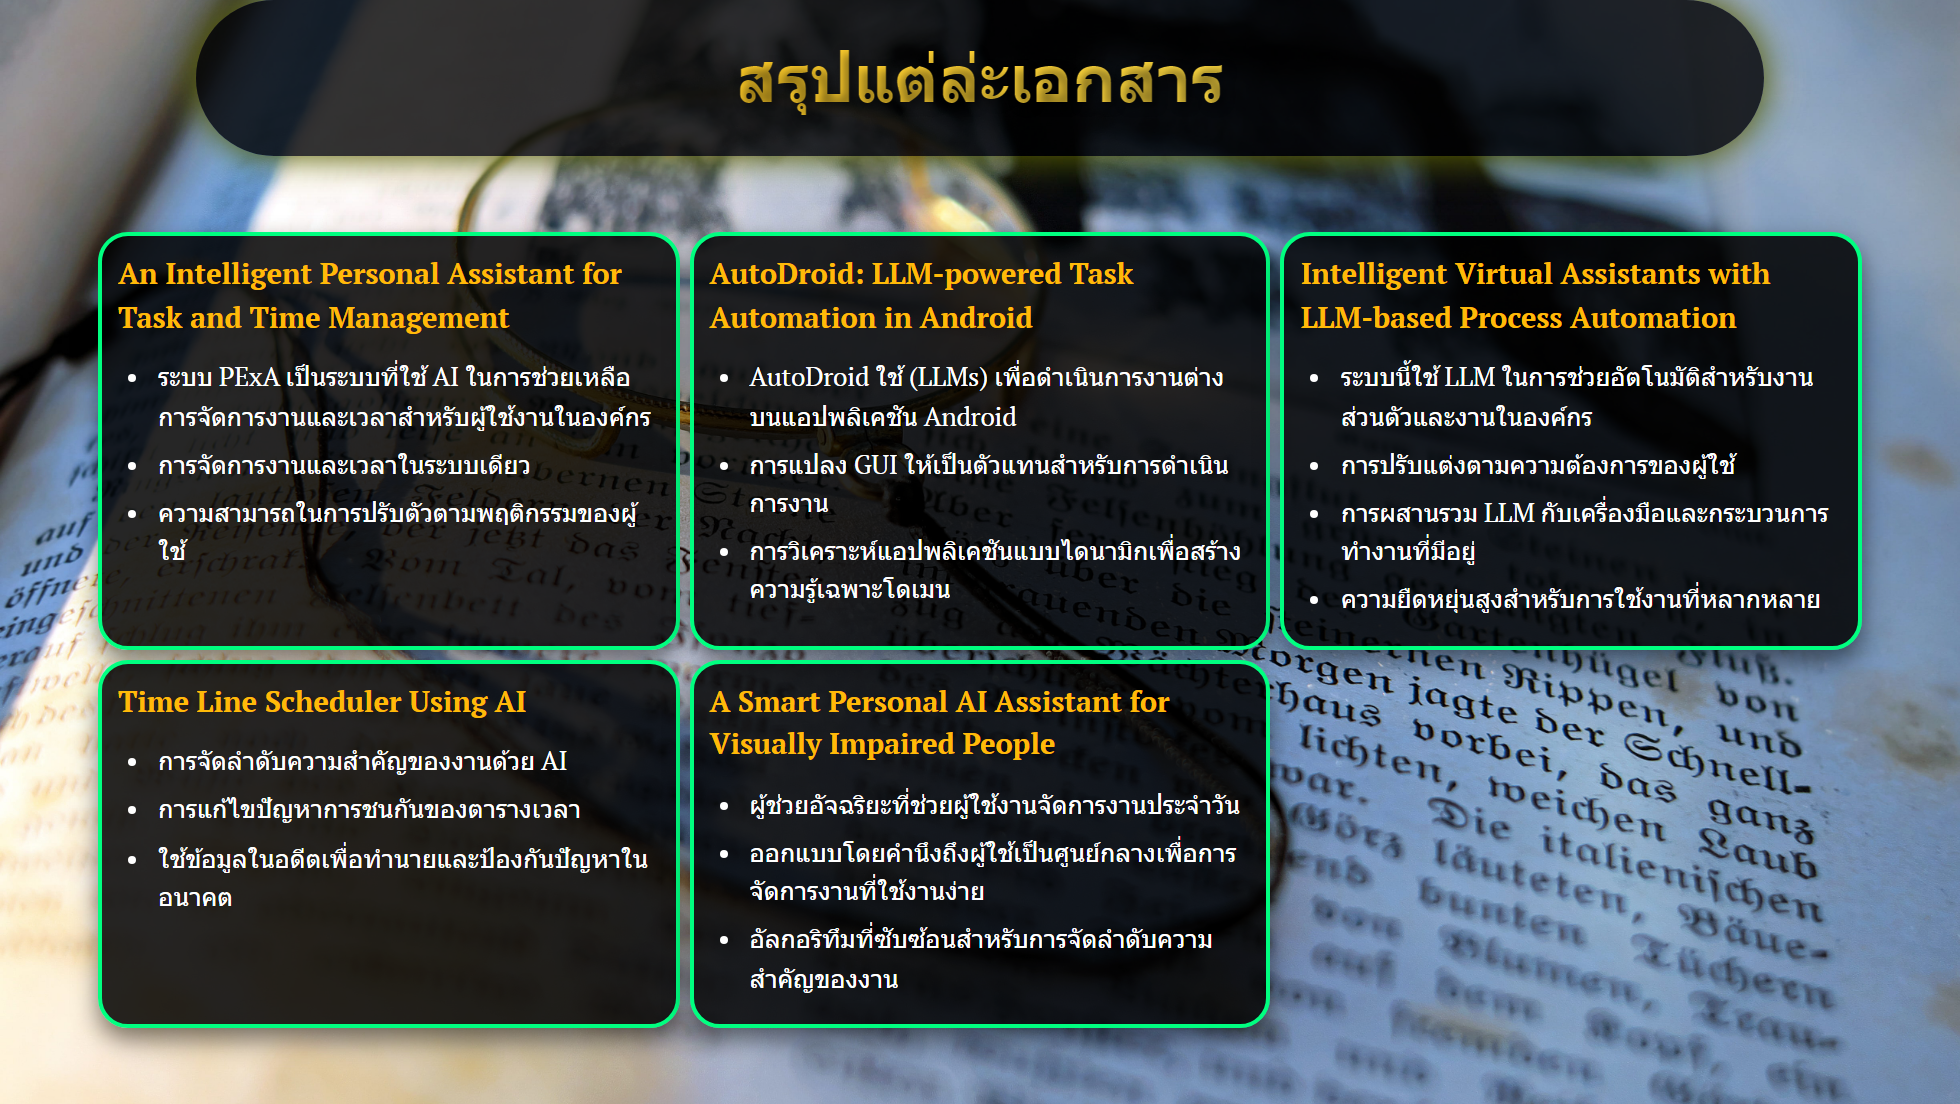 สรุปแต่ล่ะเอกสาร
An Intelligent Personal Assistant for
Task and Time Management
• ระบบ PExA เป็นระบบที่ใช้ AI ในการช่วยเหลือ
การจัดการงานและเวลาสำหรับผู้ใช้งานในองค์กร
• การจัดการงานและเวลาในระบบเดียว
• ความสามารถในการปรับตัวตามพฤติกรรมของผู้
ใช้
AutoDroid: LLM-powered Task
Automation in Android
• AutoDroid ใช้ (LLMs) เพื่อดำเนินการงานต่าง
บนแอปพลิเคชัน Android
• การแปลง GUI ให้เป็นตัวแทนสำหรับการดำเนิน
การงาน
• การวิเคราะห์แอปพลิเคชันแบบไดนามิกเพื่อสร้าง
ความรู้เฉพาะโดเมน
Intelligent Virtual Assistants with
LLM-based Process Automation
• ระบบนี้ใช้ LLM ในการช่วยอัตโนมัติสำหรับงาน
ส่วนตัวและงานในองค์กร
• การปรับแต่งตามความต้องการของผู้ใช้
• การผสานรวม LLM กับเครื่องมือและกระบวนการ
ทำงานที่มีอยู่
• ความยืดหยุ่นสูงสำหรับการใช้งานที่หลากหลาย
Time Line Scheduler Using AI
• การจัดลำดับความสำคัญของงานด้วย AI
• การแก้ไขปัญหาการชนกันของตารางเวลา
• ใช้ข้อมูลในอดีตเพื่อทำนายและป้องกันปัญหาใน
อนาคต
A Smart Personal AI Assistant for
Visually Impaired People
• ผู้ช่วยอัจฉริยะที่ช่วยผู้ใช้งานจัดการงานประจำวัน
• ออกแบบโดยคำนึงถึงผู้ใช้เป็นศูนย์กลางเพื่อการ
จัดการงานที่ใช้งานง่าย
• อัลกอริทึมที่ซับซ้อนสำหรับการจัดลำดับความ
สำคัญของงาน
hügel von
steinernen Rippen, und
Morgen jagte der Schnell-
haus vorbei, das ganz
lichten, weichen Laub
war. Die italienischen
Görz läuteten, Bäue-
bunten Tüchern
von Blumen, Trau-
auf dem Kopf, ein